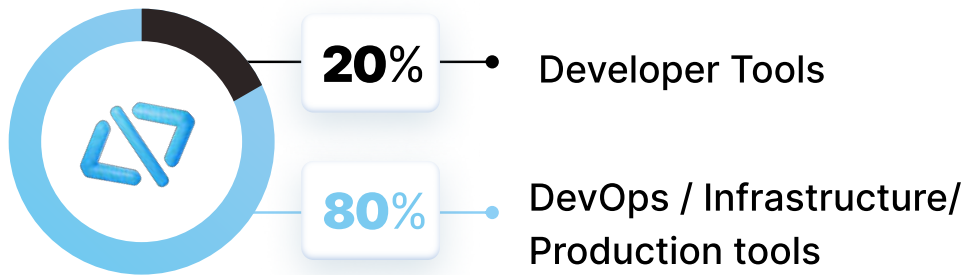 20%
Developer Tools
80%
DevOps / Infrastructure/
Production tools